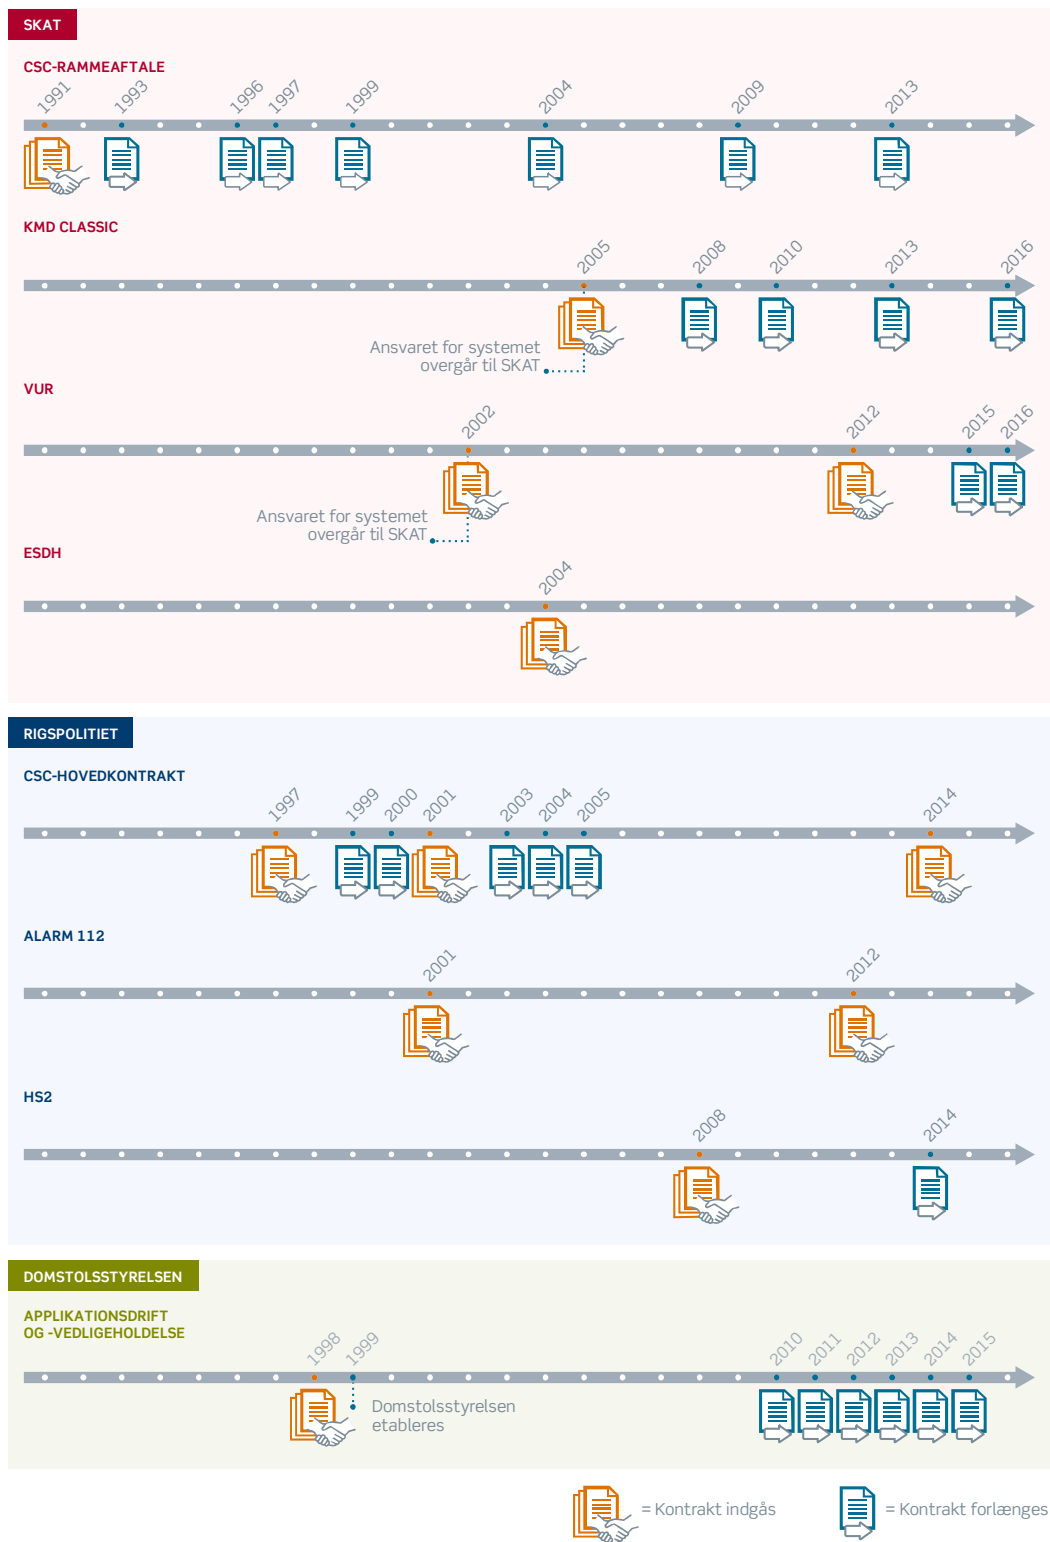 SKAT
CSC-RAMMEAFTALE
1991 1993 1996 1997 1999 2004 2009 2013
KMD CLASSIC
2005 2008 2010 2013 2016
Ansvaret for systemet
overgår til SKAT
VUR
2002 2012 2015 2016
Ansvaret for systemet
overgår til SKAT
ESDH
2004
RIGSPOLITIET
CSC-HOVEDKONTRAKT
1997 1999 2000 2001 2003 2004 2005 2014
ALARM 112
2001 2012
HS2
2008 2014
DOMSTOLSSTYRELSEN
APPLIKATIONSDRIFT
OG -VEDLIGEHOLDELSE
1998 1999 2010 2011 2012 2013 2014 2015
Domstolsstyrelsen
etableres
= Kontrakt indgås = Kontrakt forlænges